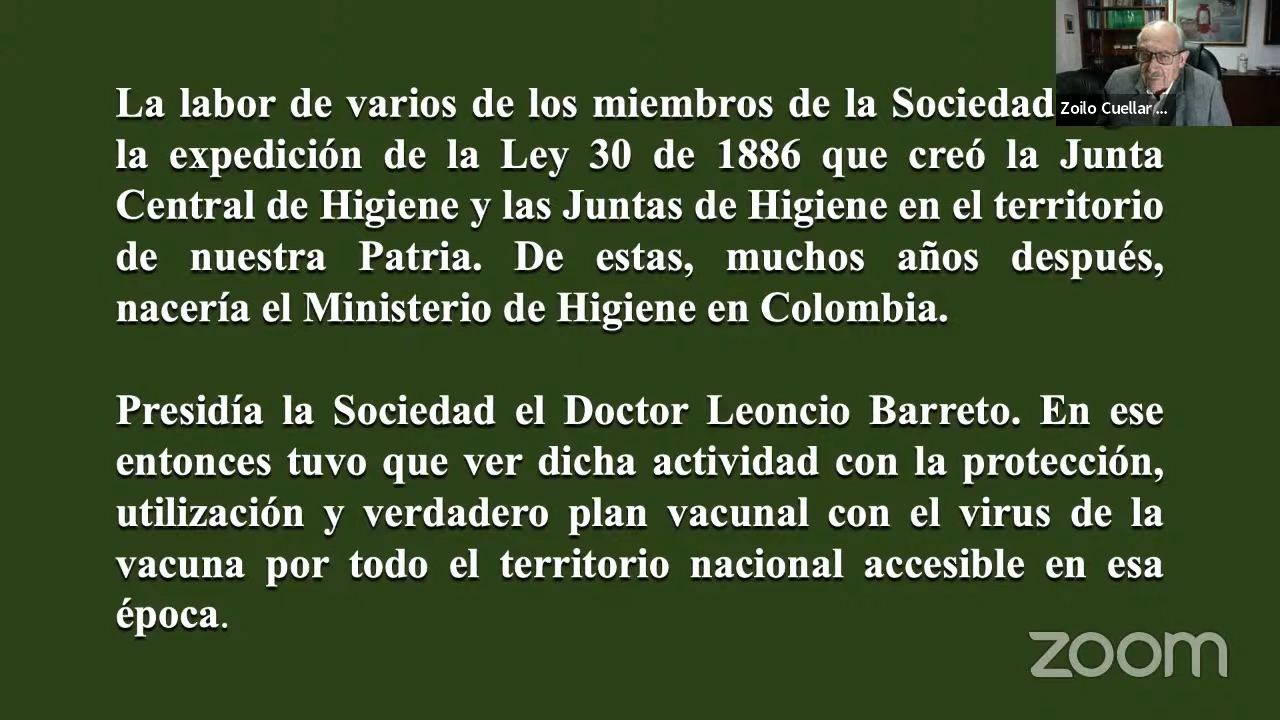 La labor de varios de los miembros de la Sociedad
la expedición de la Ley 30 de 1886 que creó la Junta
Central de Higiene y las Juntas de Higiene en el territorio
de nuestra Patria. De estas, muchos años después,
nacería el Ministerio de Higiene en Colombia.
Presidía la Sociedad el Doctor Leoncio Barreto. En ese
entonces tuvo que ver dicha actividad con la protección,
utilización y verdadero plan vacunal con el virus de la
vacuna por todo el territorio nacional accesible en esa
época.
Zoilo Cuellar ...
zoom